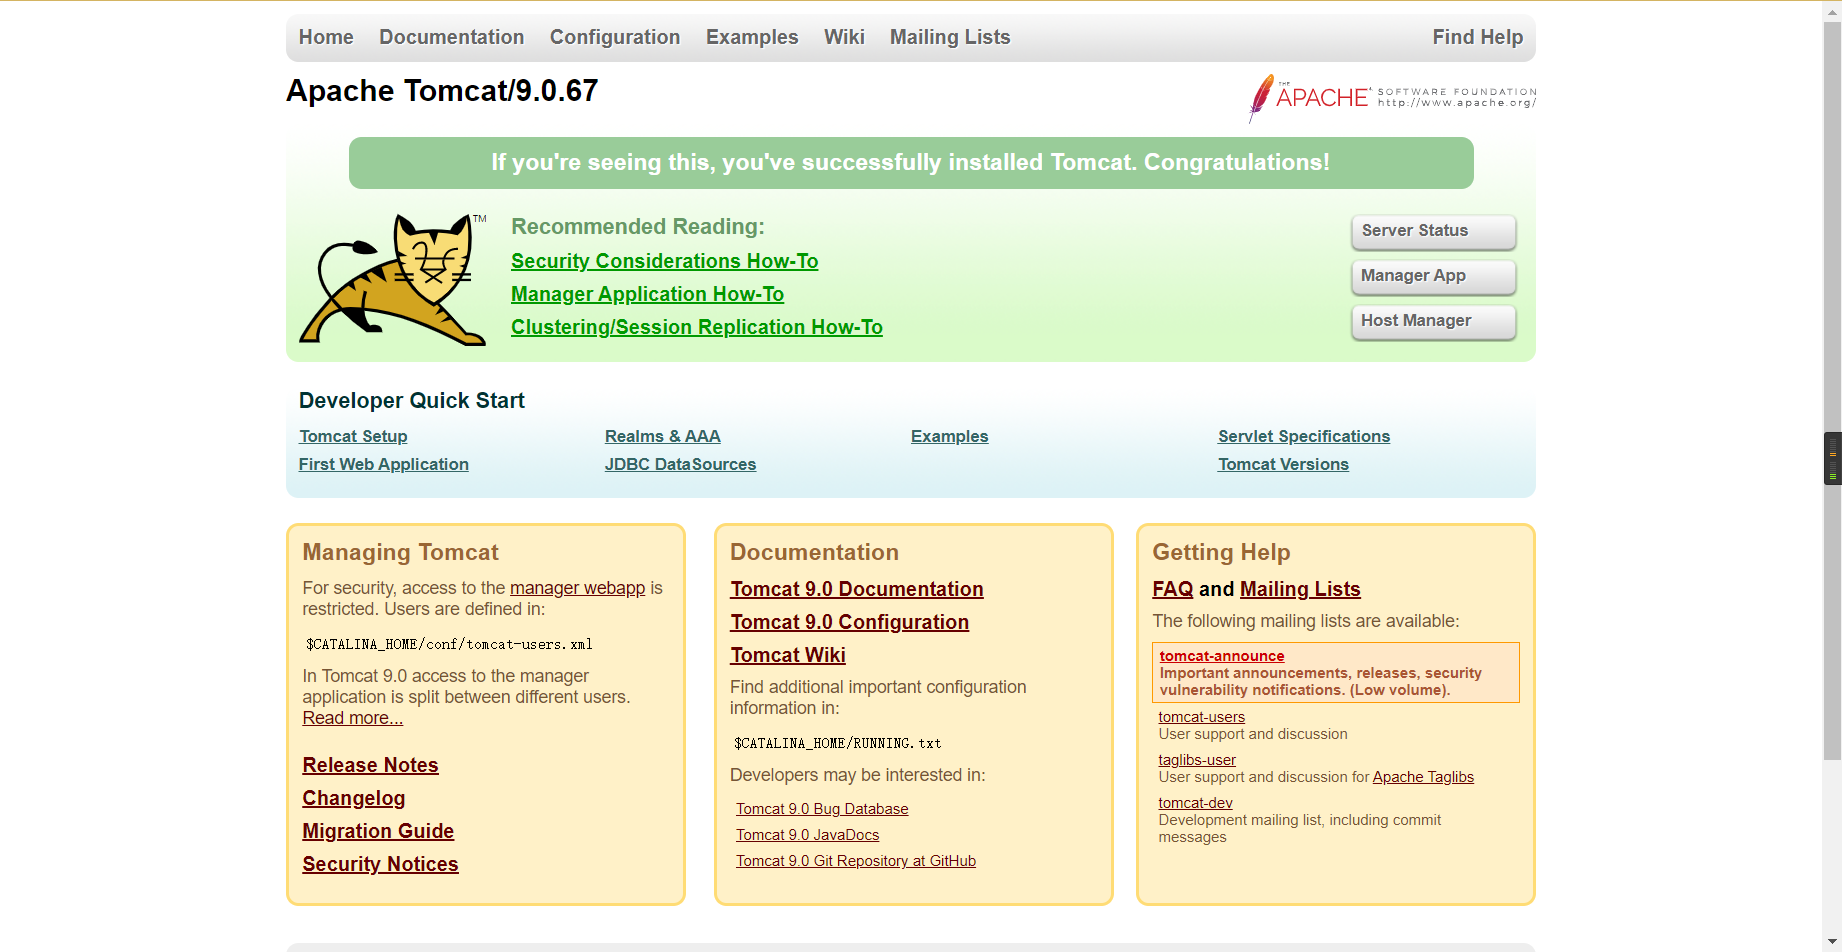 Home Documentation Configuration Examples Wiki Mailing Lists Find Help
Apache Tomcat/9.0.67
THE
APACHE SOFTWARE FOUNDATION
http://www.apache.org/
If you're seeing this, you've successfully installed Tomcat. Congratulations!
TM
Recommended Reading:
Security Considerations How-To
Manager Application How-To
Clustering/Session Replication How-To
Server Status
Manager App
Host Manager
Developer Quick Start
Tomcat Setup
First Web Application
Realms & AAA
JDBC DataSources
Examples
Servlet Specifications
Tomcat Versions
Managing Tomcat
For security, access to the manager webapp is
restricted. Users are defined in:
$CATALINA_HOME/conf/tomcat-users.xml
In Tomcat 9.0 access to the manager
application is split between different users.
Read more...
Release Notes
Changelog
Migration Guide
Security Notices
Documentation
Tomcat 9.0 Documentation
Tomcat 9.0 Configuration
Tomcat Wiki
Find additional important configuration
information in:
$CATALINA_HOME/RUNNING.txt
Developers may be interested in:
Tomcat 9.0 Bug Database
Tomcat 9.0 JavaDocs
Tomcat 9.0 Git Repository at GitHub
Getting Help
FAQ and Mailing Lists
The following mailing lists are available:
tomcat-announce
Important announcements, releases, security
vulnerability notifications. (Low volume).
tomcat-users
User support and discussion
taglibs-user
User support and discussion for Apache Taglibs
tomcat-dev
Development mailing list, including commit
messages